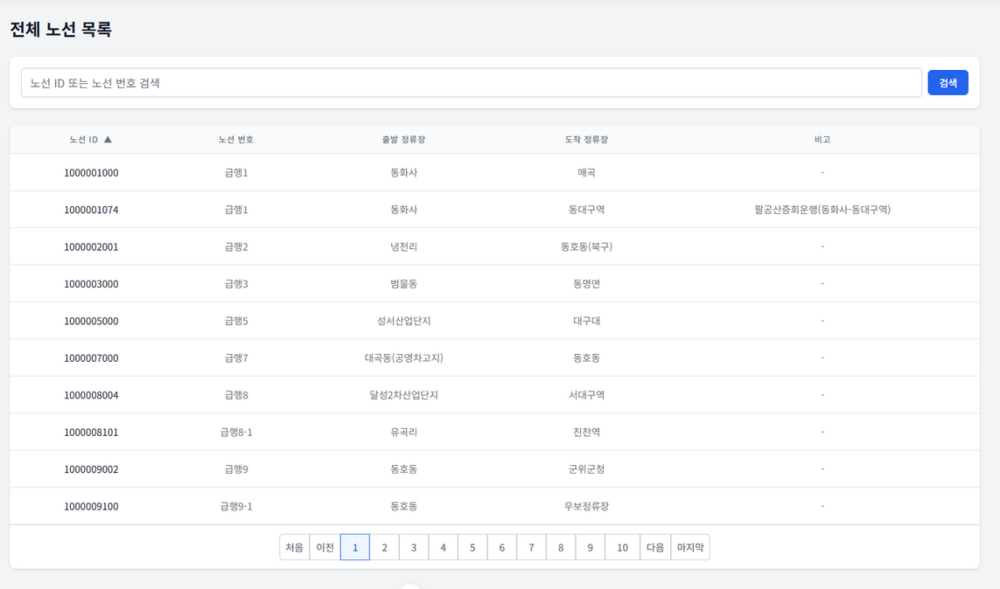 전체 노선 목록
노선 ID 또는 노선 번호 검색 검색
노선 ID ▲ 노선 번호 출발 정류장 도착 정류장 비고
1000001000 급행1 동화사 매곡 -
1000001074 급행1 동화사 동대구역 팔공산증회운행(동화사-동대구역)
1000002001 급행2 냉천리 동호동(북구) -
1000003000 급행3 범물동 동명면 -
1000005000 급행5 성서산업단지 대구대 -
1000007000 급행7 대곡동(공영차고지) 동호동 -
1000008004 급행8 달성2차산업단지 서대구역 -
1000008101 급행8-1 유곡리 진천역 -
1000009002 급행9 동호동 군위군청 -
1000009100 급행9-1 동호동 우보정류장 -
처음 이전 1 2 3 4 5 6 7 8 9 10 다음 마지막